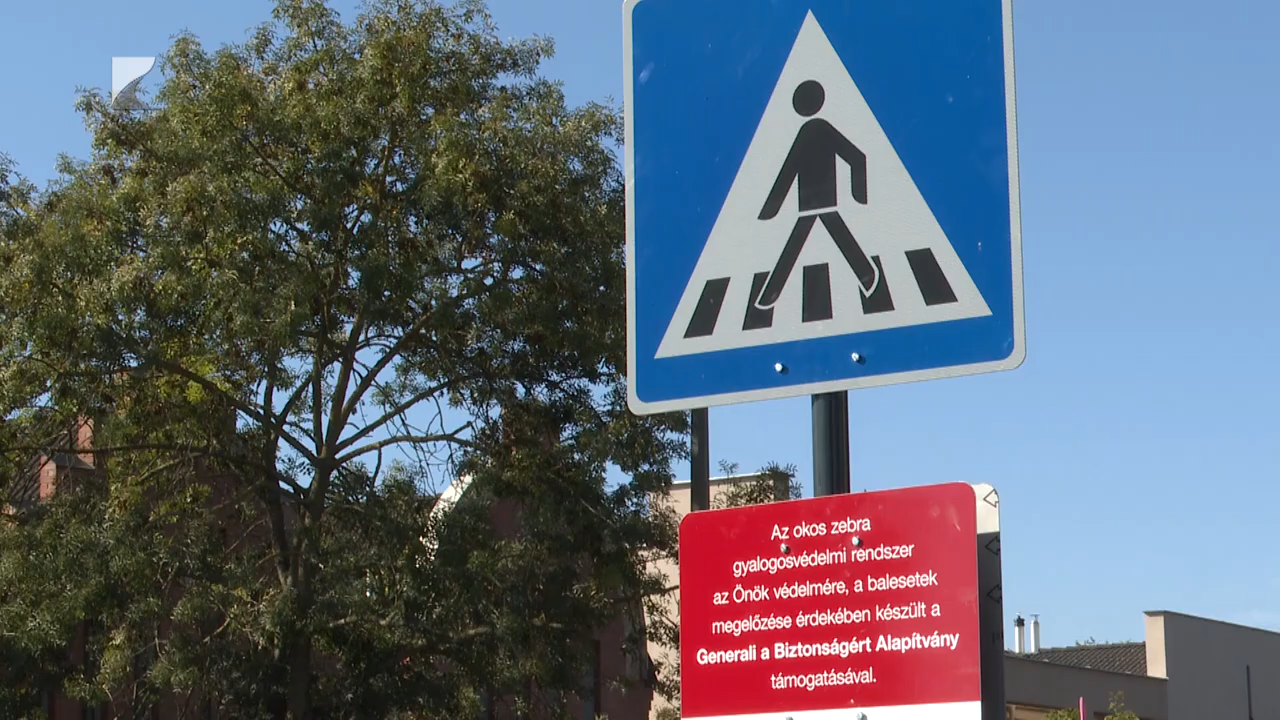 Az okos zebra
gyalogosvédelmi rendszer
az Önök védelmére, a balesetek
megelőzése érdekében készült a
Generali a Biztonságért Alapítvány
támogatásával.